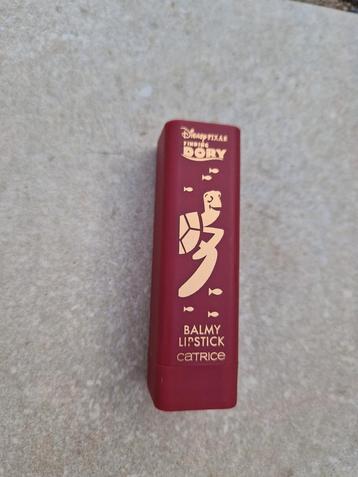 Disney PIXAR
FINDING
DORY
BALMY
LIPSTICK
CATRICE